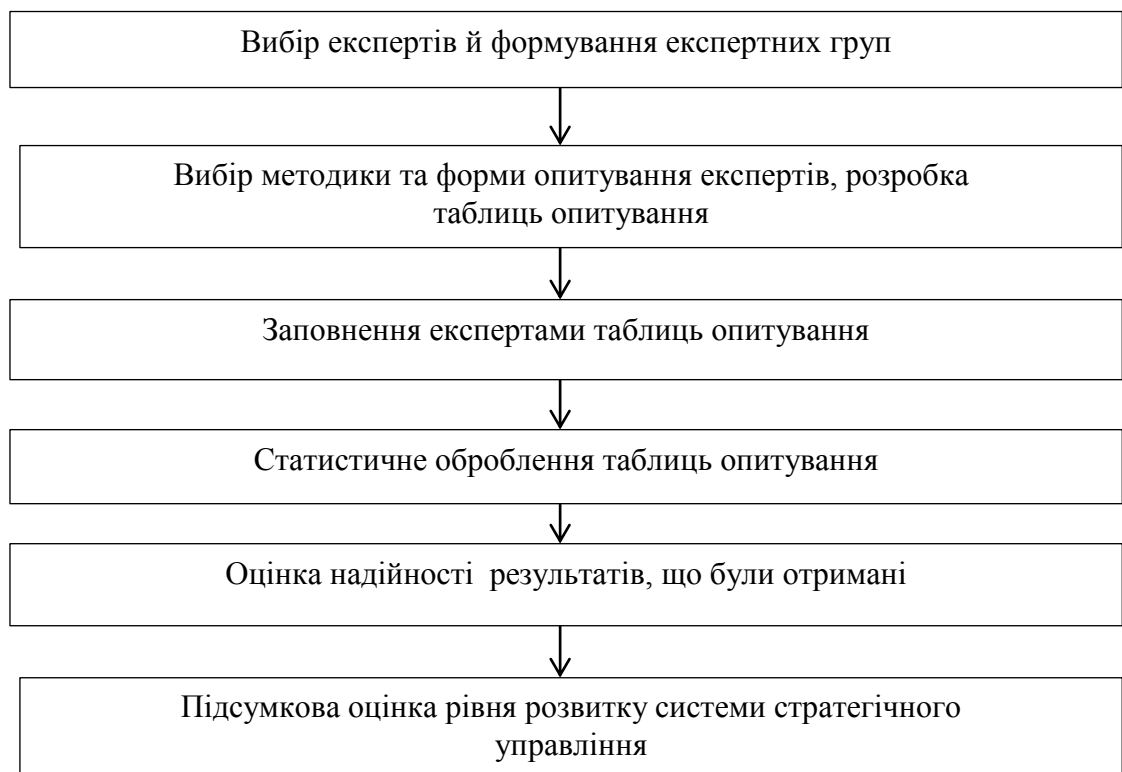 Вибір експертів й формування експертних груп
Вибір методики та форми опитування експертів, розробка
таблиць опитування
Заповнення експертами таблиць опитування
Статистичне оброблення таблиць опитування
Оцінка надійності  результатів, що були отримані
Підсумкова оцінка рівня розвитку системи стратегічного
управління